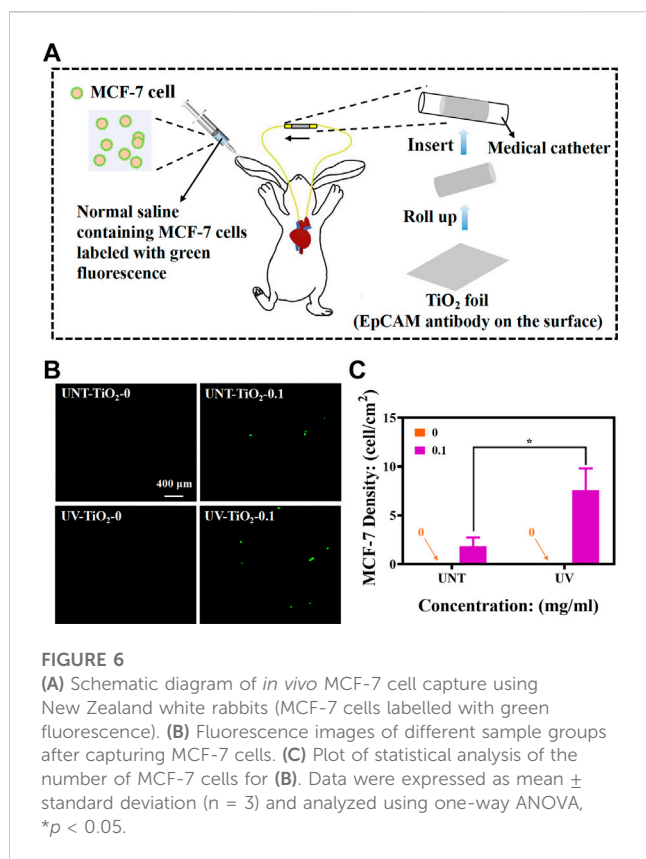 A
MCF-7 cell
Normal saline
containing MCF-7 cells
labeled with green
fluorescence
Insert
Medical catheter
Roll up
TiO₂ foil
(EpCAM antibody on the surface)
B
UNT-TiO₂-0
UNT-TiO₂-0.1
400 μm
UV-TiO₂-0
UV-TiO₂-0.1
C
MCF-7 Density: (cell/cm²)
15
10
5
0
0
0.1
*
0
0
UNT
UV
Concentration: (mg/ml)
FIGURE 6
(A) Schematic diagram of in vivo MCF-7 cell capture using
New Zealand white rabbits (MCF-7 cells labelled with green
fluorescence). (B) Fluorescence images of different sample groups
after capturing MCF-7 cells. (C) Plot of statistical analysis of the
number of MCF-7 cells for (B). Data were expressed as mean ±
standard deviation (n = 3) and analyzed using one-way ANOVA,
*p < 0.05.